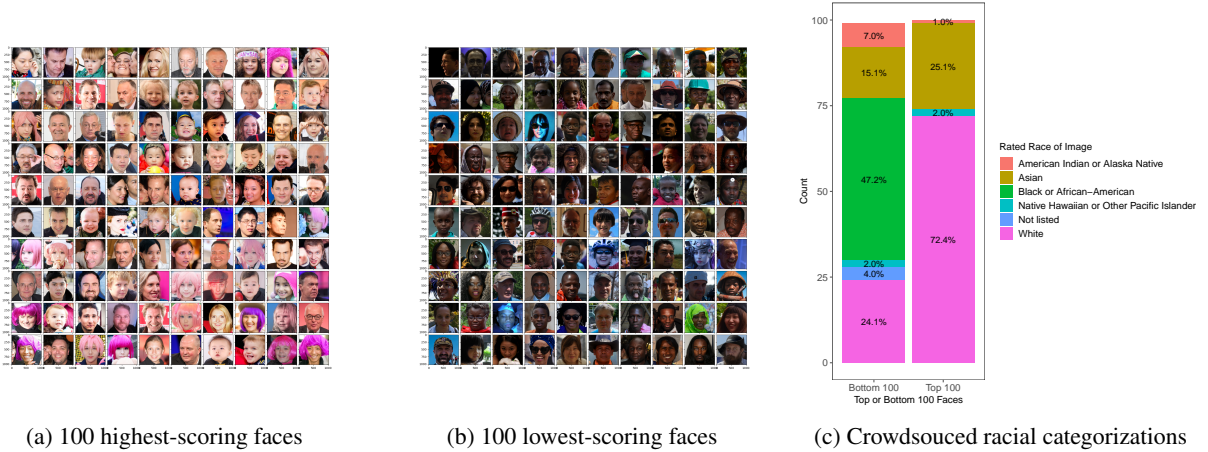 100
75
50
25
0
Count
7.0%
15.1%
47.2%
2.0%
4.0%
24.1%
1.0%
25.1%
2.0%
72.4%
Bottom 100 Top 100
Top or Bottom 100 Faces
Rated Race of Image
American Indian or Alaska Native
Asian
Black or African−American
Native Hawaiian or Other Pacific Islander
Not listed
White
(a) 100 highest-scoring faces
(b) 100 lowest-scoring faces
(c) Crowdsouced racial categorizations